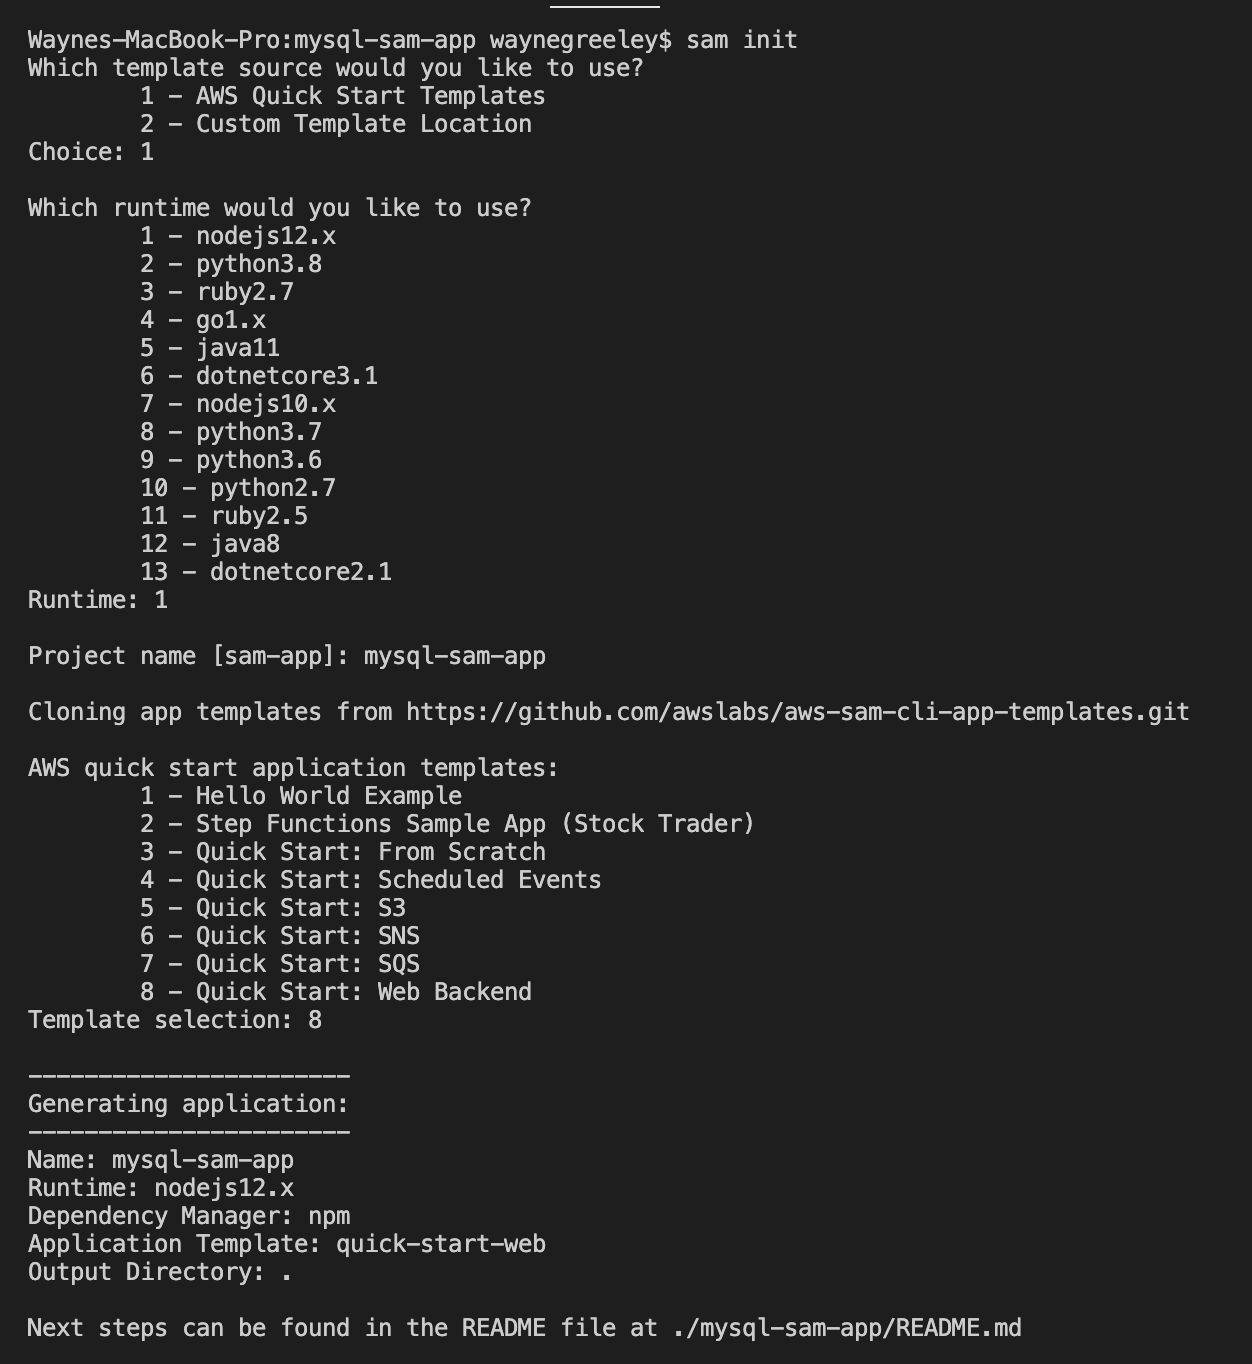 Waynes-MacBook-Pro:mysql-sam-app waynegreeley$ sam init
Which template source would you like to use?
        1 - AWS Quick Start Templates
        2 - Custom Template Location
Choice: 1

Which runtime would you like to use?
        1 - nodejs12.x
        2 - python3.8
        3 - ruby2.7
        4 - go1.x
        5 - java11
        6 - dotnetcore3.1
        7 - nodejs10.x
        8 - python3.7
        9 - python3.6
        10 - python2.7
        11 - ruby2.5
        12 - java8
        13 - dotnetcore2.1
Runtime: 1

Project name [sam-app]: mysql-sam-app

Cloning app templates from https://github.com/awslabs/aws-sam-cli-app-templates.git

AWS quick start application templates:
        1 - Hello World Example
        2 - Step Functions Sample App (Stock Trader)
        3 - Quick Start: From Scratch
        4 - Quick Start: Scheduled Events
        5 - Quick Start: S3
        6 - Quick Start: SNS
        7 - Quick Start: SQS
        8 - Quick Start: Web Backend
Template selection: 8

-----------------------
Generating application:
-----------------------
Name: mysql-sam-app
Runtime: nodejs12.x
Dependency Manager: npm
Application Template: quick-start-web
Output Directory: .

Next steps can be found in the README file at ./mysql-sam-app/README.md